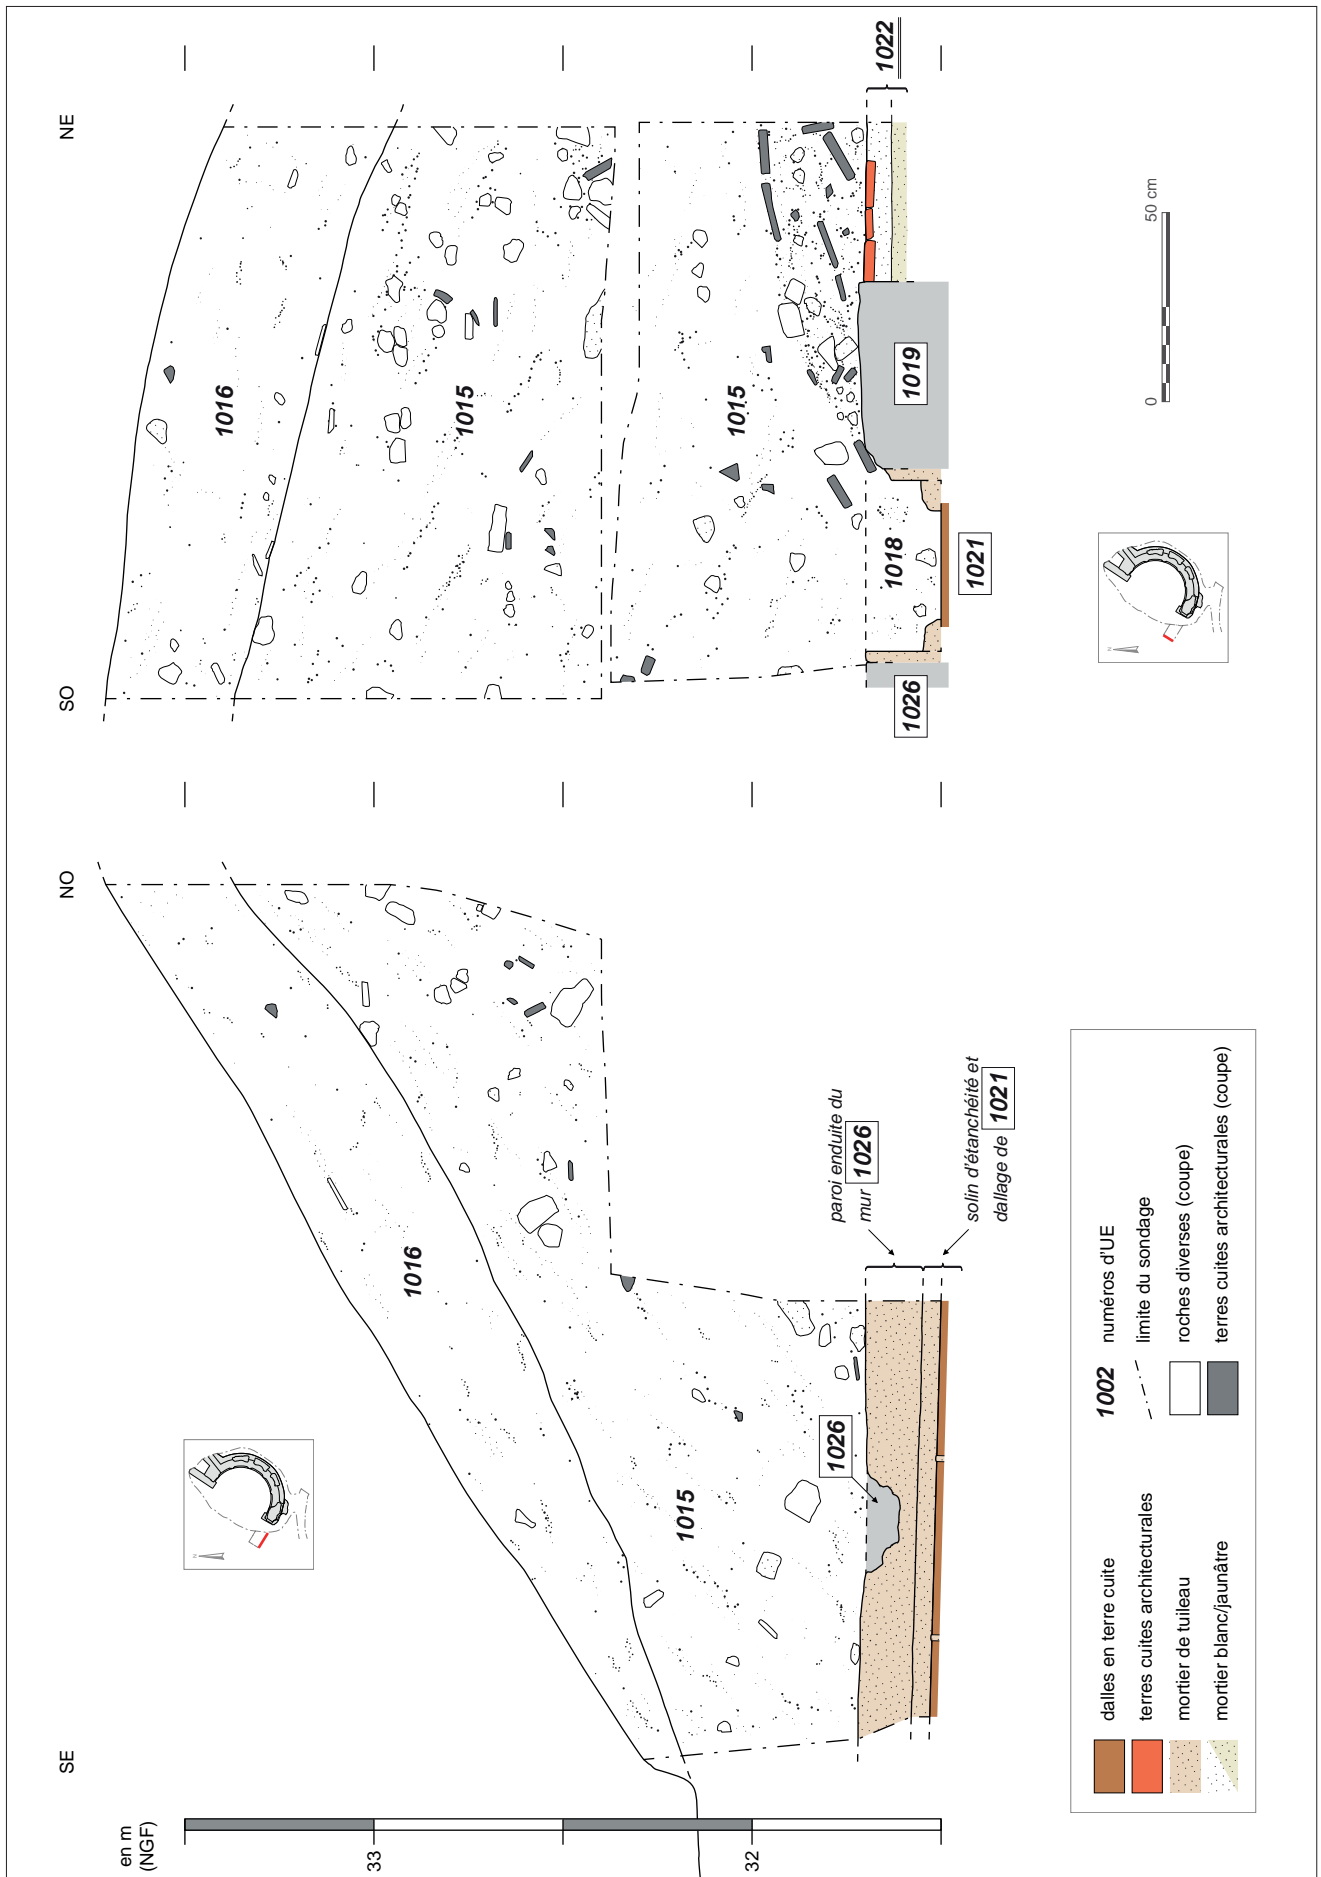 en m
(NGF)
33
32
SE
NO
1016
1015
1026
paroi enduite du
mur 1026
solin d'étanchéité et
dallage de 1021
N
SO
NE
1016
1015
1015
1018
1019
1021
1022
1026
0 50 cm
N
dalles en terre cuite
terres cuites architecturales
mortier de tuileau
mortier blanc/jaunâtre
1002 numéros d'UE
limite du sondage
roches diverses (coupe)
terres cuites architecturales (coupe)